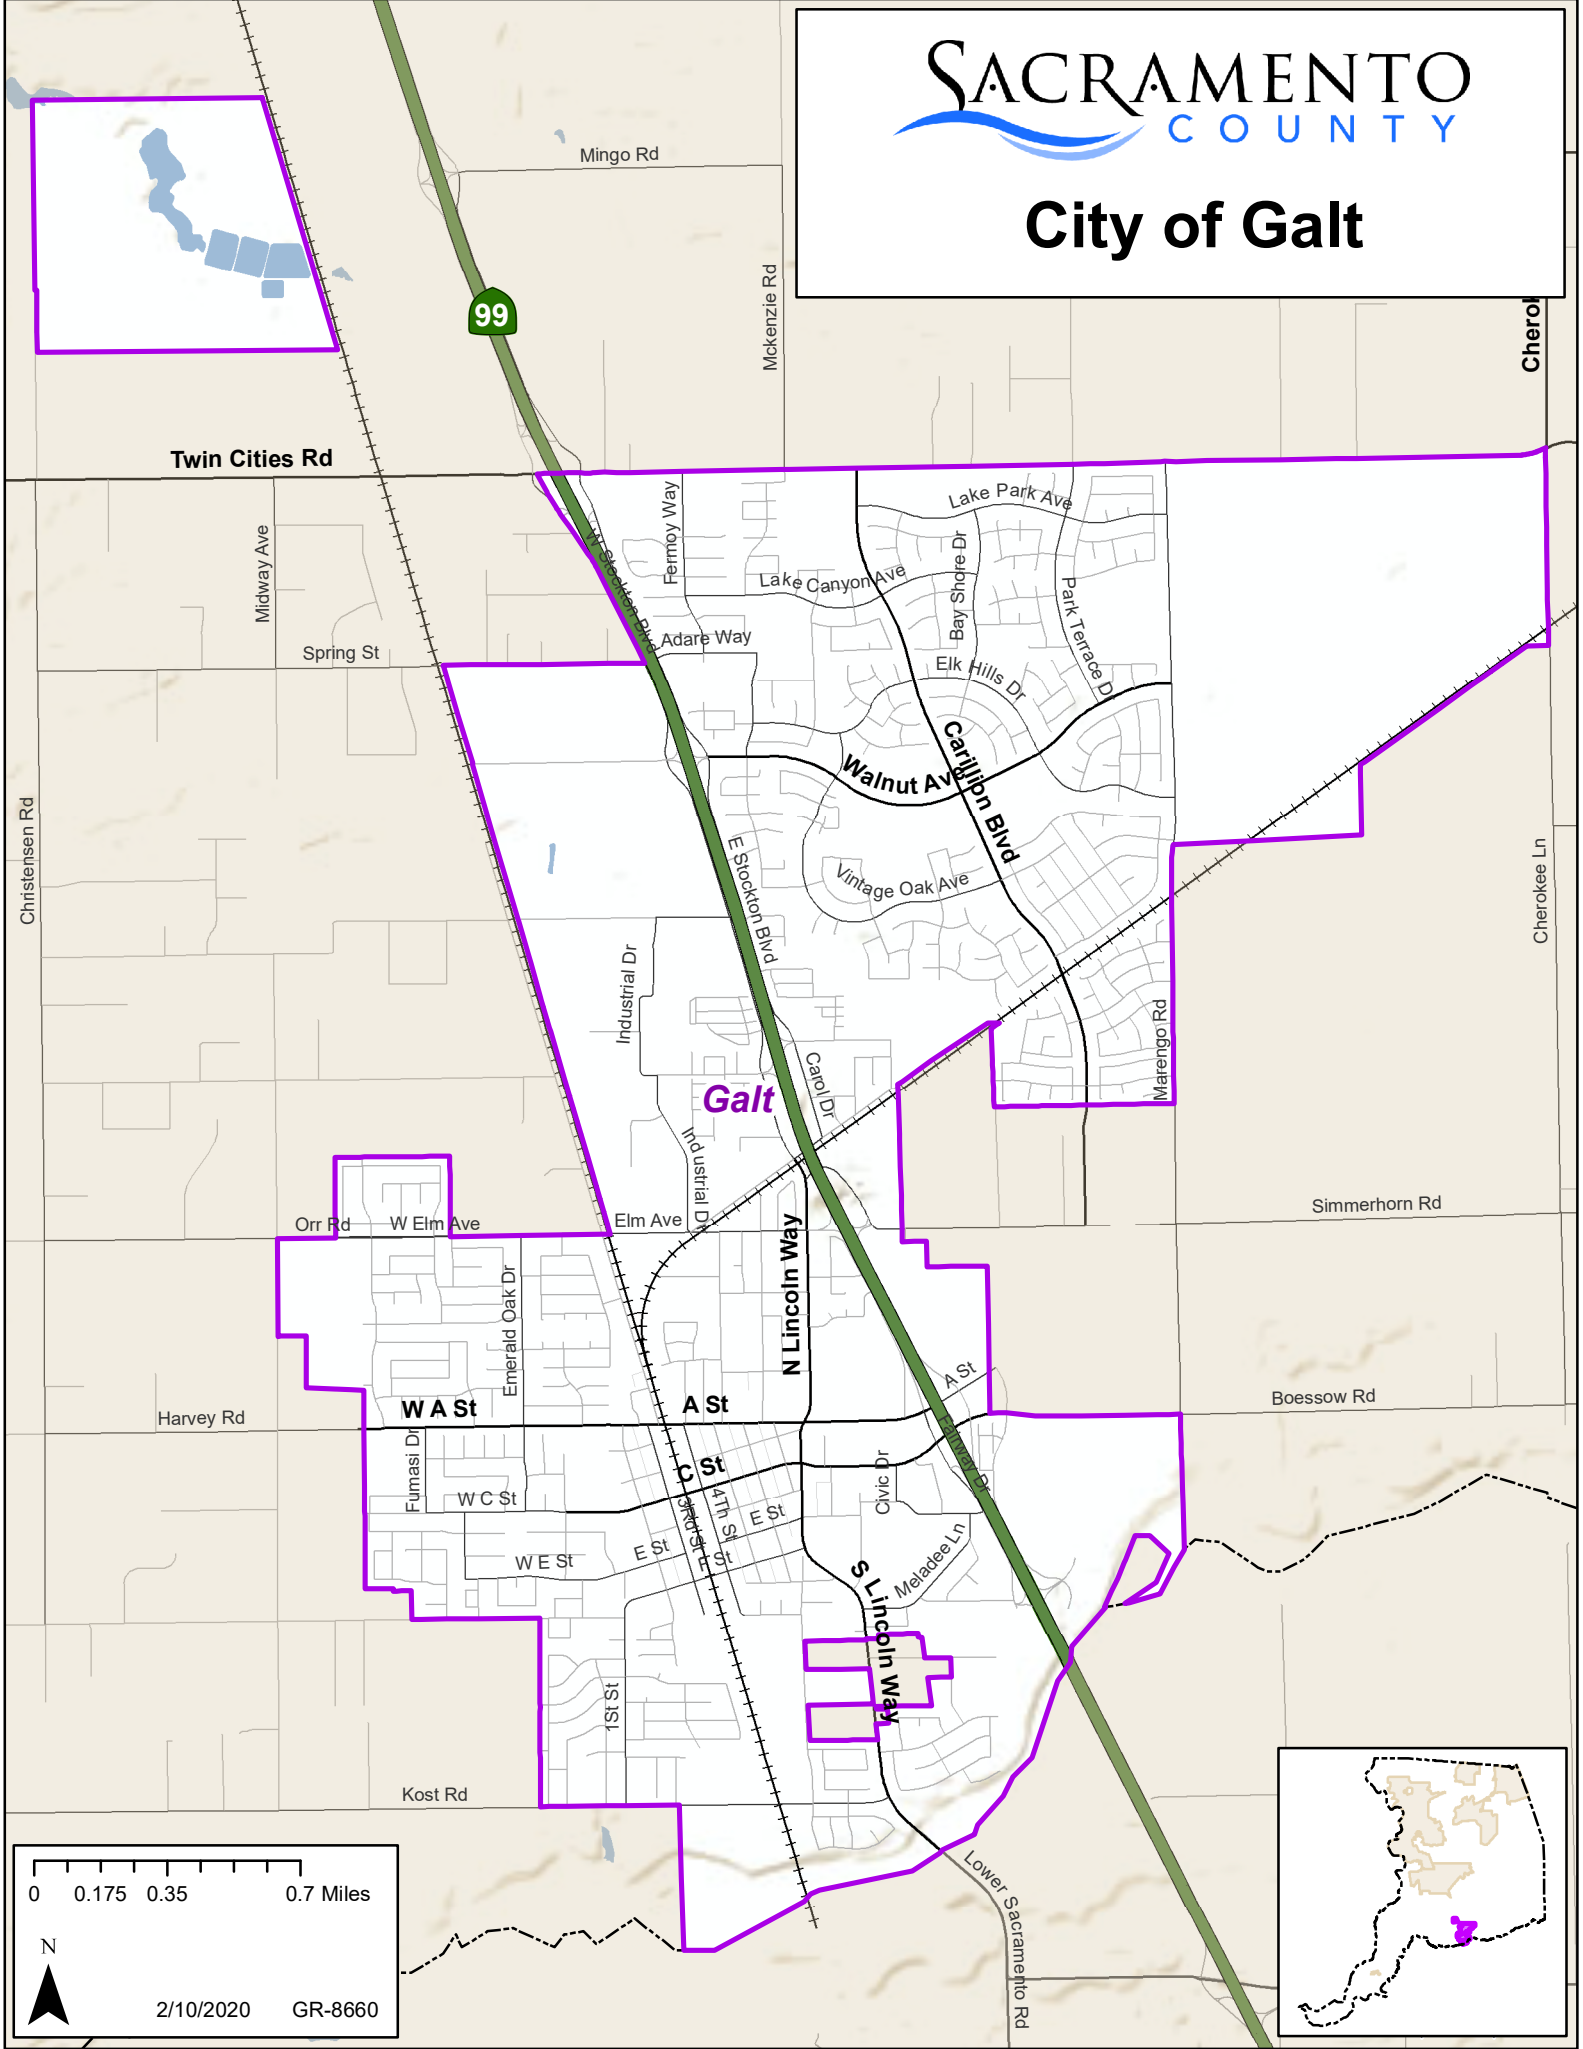 SACRAMENTO
COUNTY
City of Galt
Mingo Rd
99
Mckenzie Rd
Twin Cities Rd
Midway Ave
Fermoy Way
W Stockton Blvd
Lake Park Ave
Bay Shore Dr
Lake Canyon Ave
Park Terrace D
Adare Way
Spring St
Elk Hills Dr
Carillion Blvd
Walnut Ave
Christensen Rd
E Stockton Blvd
Vintage Oak Ave
Cherokee Ln
Industrial Dr
Marengo Rd
Carol Dr
Galt
Industrial Dr
Orr Rd
W Elm Ave
Elm Ave
Simmerhorn Rd
Emerald Oak Dr
N Lincoln Way
A St
Boessow Rd
Harvey Rd
W A St
A St
Fumasi Dr
Fairway Dr
C St
Civic Dr
W C St
3Rd St
4Th St
E St
W E St
E St
F St
Meladee Ln
S Lincoln Way
1St St
Kost Rd
Lower Sacramento Rd
0 0.175 0.35 0.7 Miles
N
2/10/2020 GR-8660